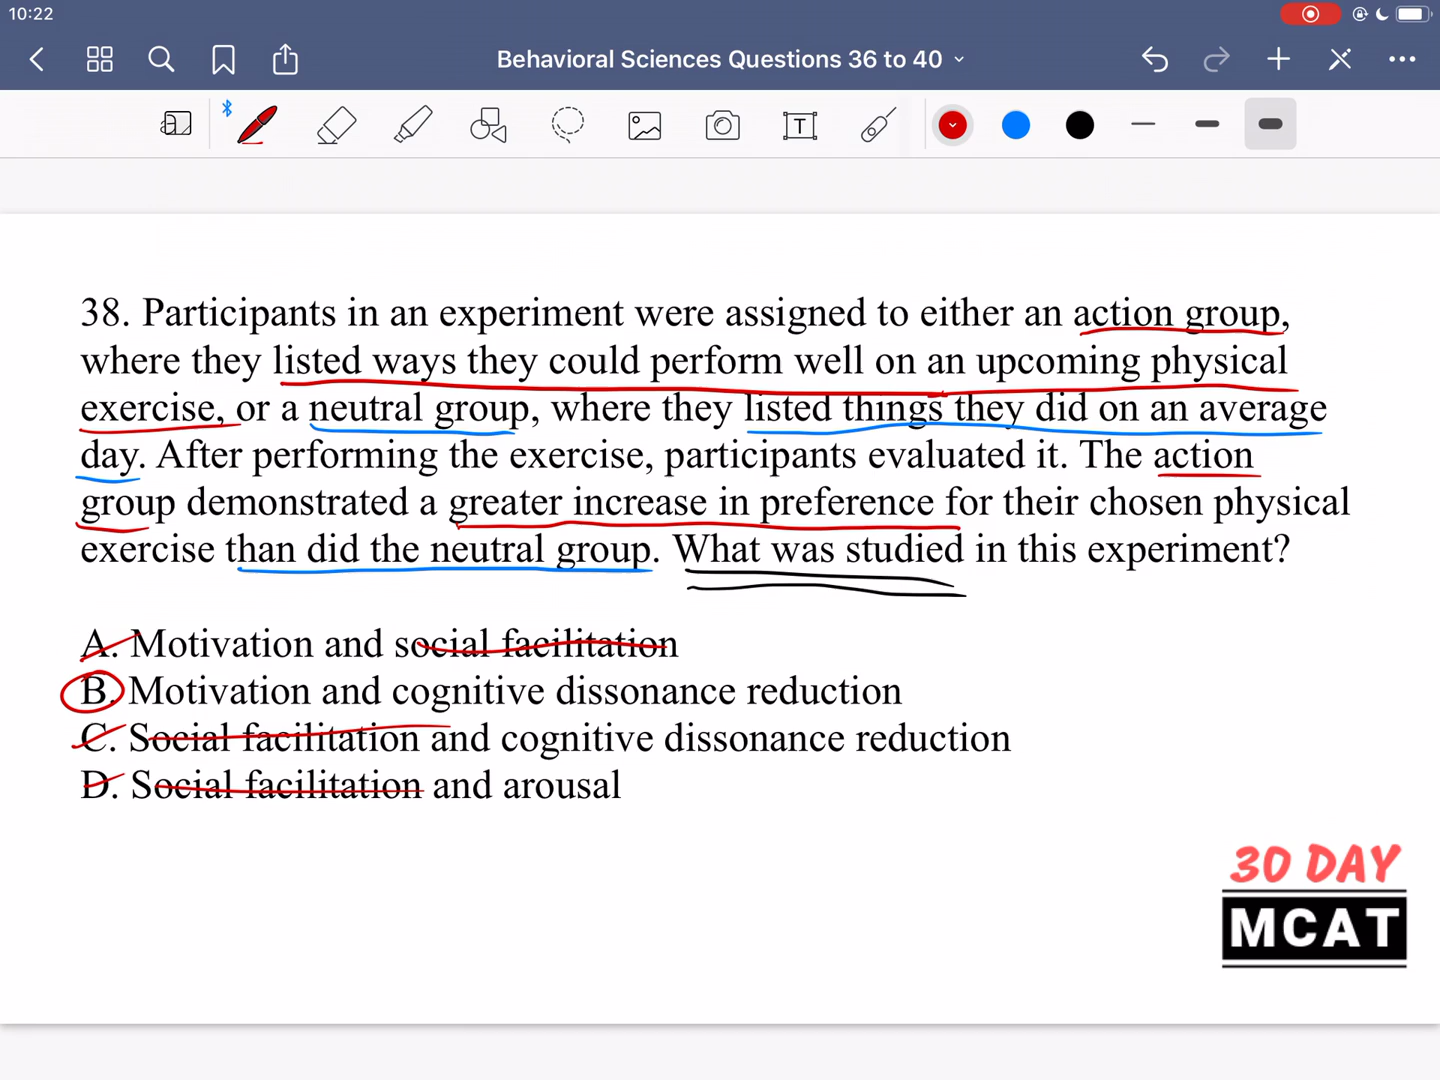 10:22
Behavioral Sciences Questions 36 to 40
T
38. Participants in an experiment were assigned to either an action group,
where they listed ways they could perform well on an upcoming physical
exercise, or a neutral group, where they listed things they did on an average
day. After performing the exercise, participants evaluated it. The action
group demonstrated a greater increase in preference for their chosen physical
exercise than did the neutral group. What was studied in this experiment?
A. Motivation and social facilitation
B. Motivation and cognitive dissonance reduction
C. Social facilitation and cognitive dissonance reduction
D. Social facilitation and arousal
30 DAY
MCAT